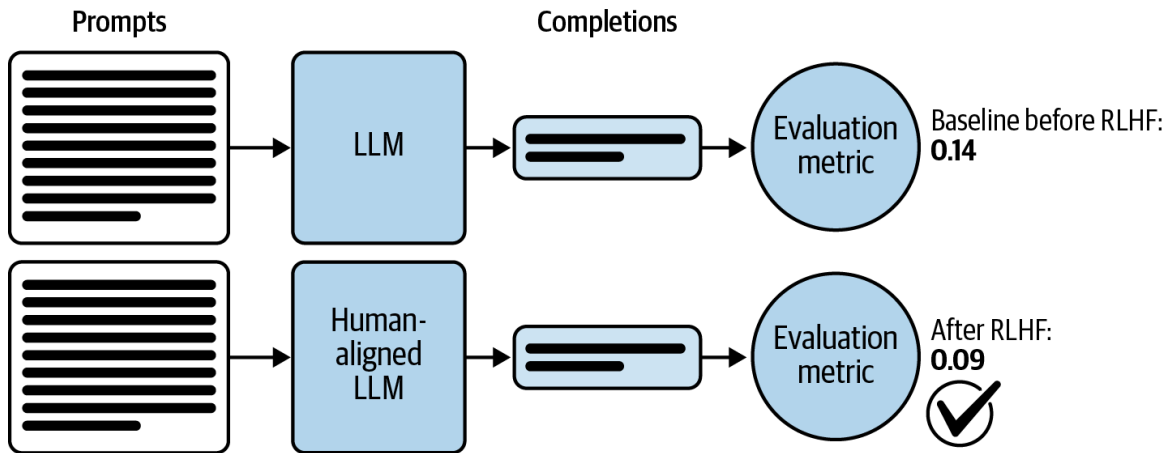 Prompts
Completions
LLM
Evaluation
metric
Baseline before RLHF:
0.14
Human-
aligned
LLM
Evaluation
metric
After RLHF:
0.09